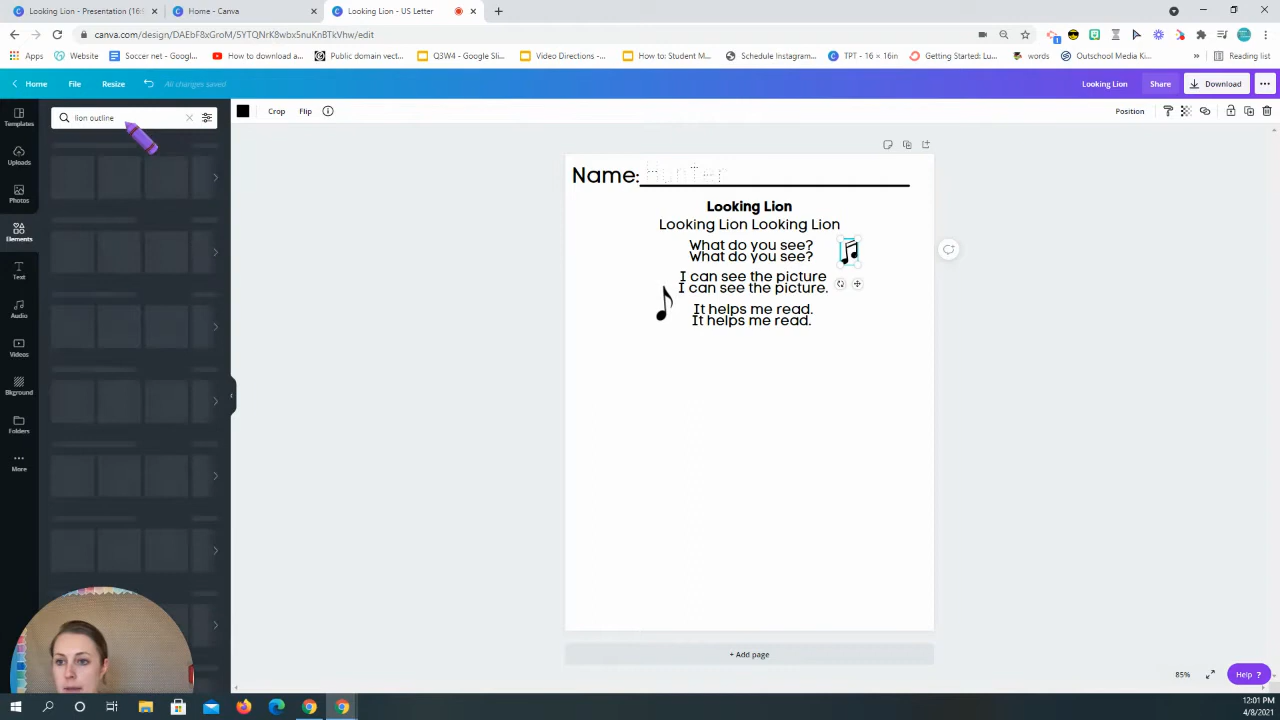 Looking Lion - Presentation (16:
Home - Canva
Looking Lion - US Letter
canva.com/design/DAEbF8xGroM/5YTQNrK8wbx5nuKnBTkVhw/edit
Apps
Website
Soccer net - Googl...
How to download a...
Public domain vect...
Q3W4 - Google Sli...
Video Directions -...
How to: Student M...
Schedule Instagram...
TPT - 16 × 16in
Getting Started: Lu...
words
Outschool Media Ki...
»
Reading list
Home
File
Resize
All changes saved
Looking Lion
Share
Download
Templates
Uploads
Photos
Elements
Text
Audio
Videos
Bkground
Folders
More
lion outline
Crop
Flip
Position
Name: Hunter
Looking Lion
Looking Lion Looking Lion
What do you see?
What do you see?
I can see the picture
I can see the picture.
It helps me read.
It helps me read.
+ Add page
85%
Help ?
12:01 PM
4/8/2021